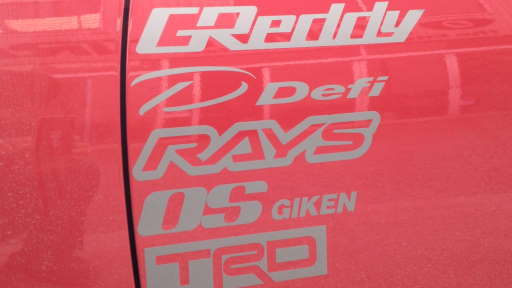 GReddy
Defi
RAYS
OS GIKEN
TRD